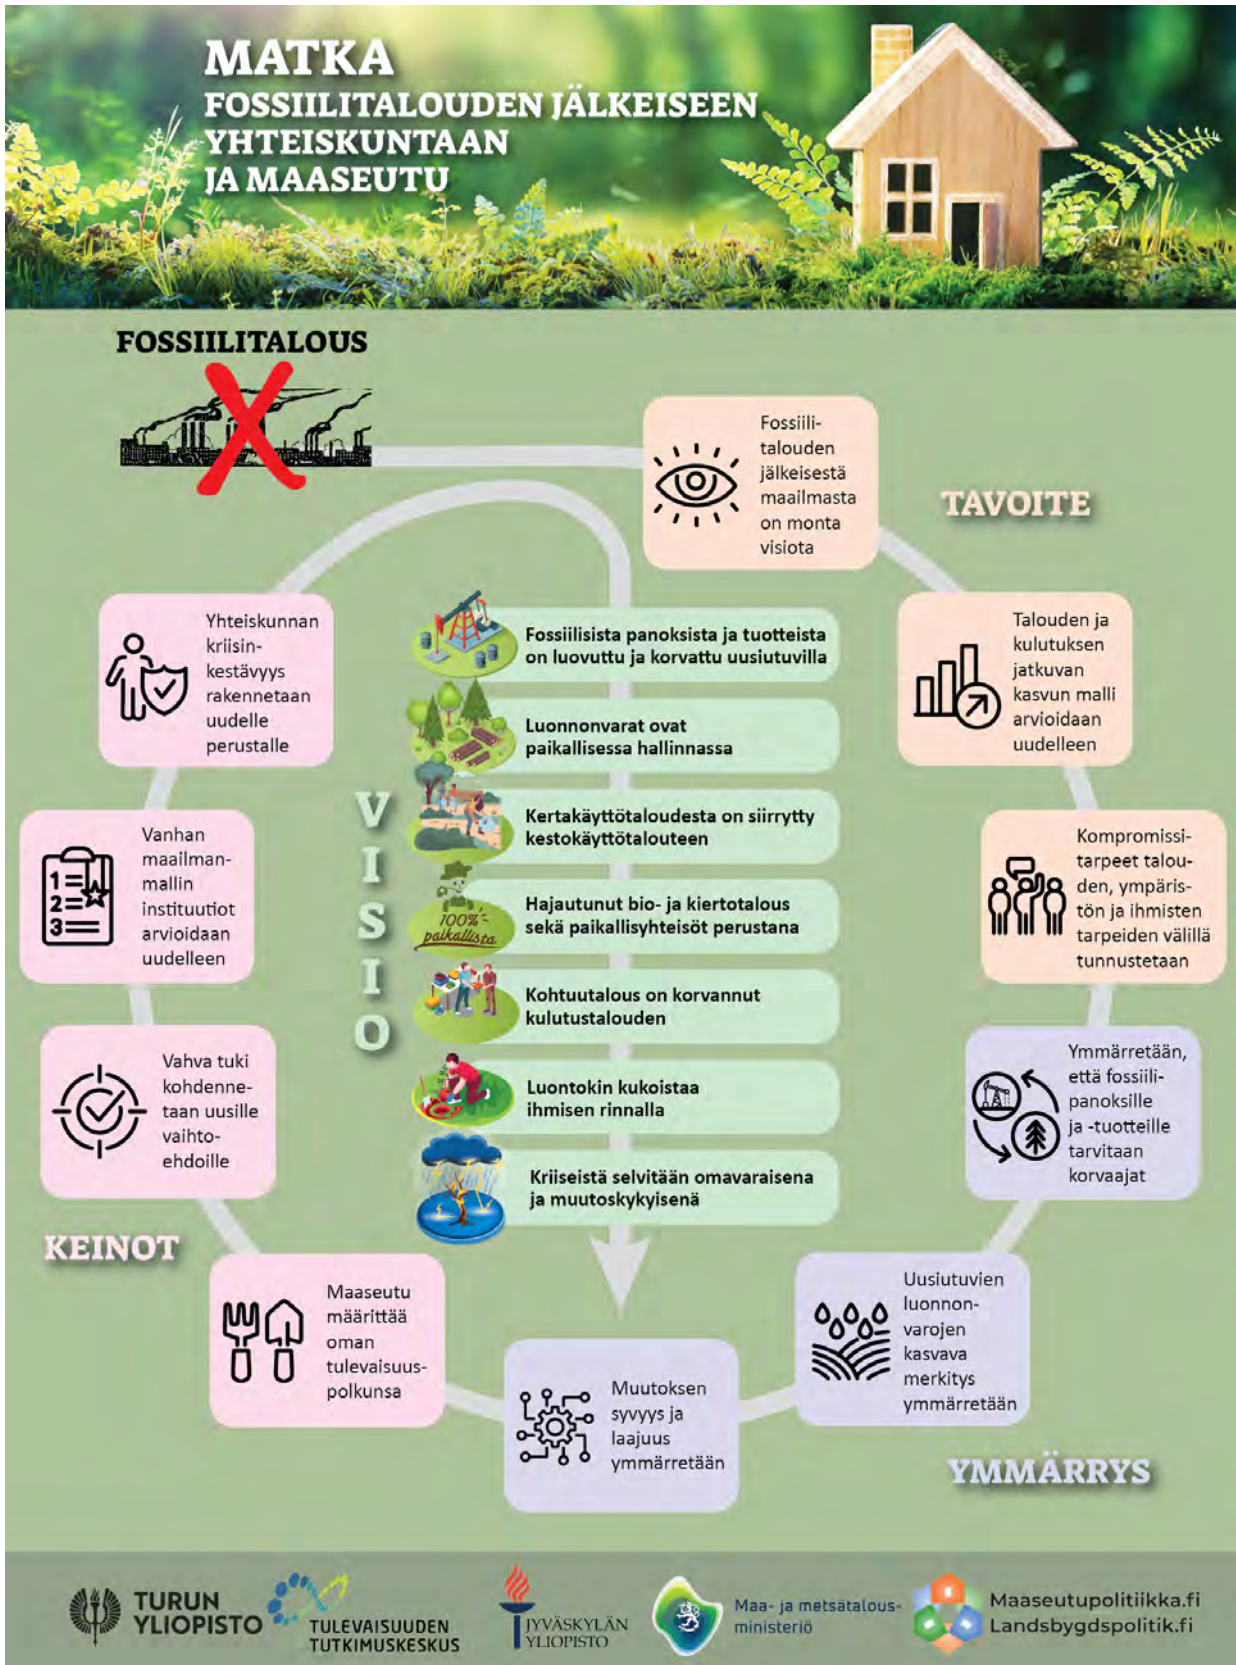 MATKA
FOSSIILITALOUDEN JÄLKEISEEN
YHTEISKUNTAAN
JA MAASEUTU
FOSSIILITALOUS
Fossiili-
talouden
jälkeisestä
maailmasta
on monta
visiota
TAVOITE
Talouden ja
kulutuksen
jatkuvan
kasvun malli
arvioidaan
uudelleen
Kompromissi-
tarpeet talou-
den, ympäris-
tön ja ihmisten
tarpeiden välillä
tunnustetaan
Ymmärretään,
että fossiili-
panoksille
ja -tuotteille
tarvitaan
korvaajat
Uusiutuvien
luonnon-
varojen
kasvava
merkitys
ymmärretään
YMMÄRRYS
Muutoksen
syvyys ja
laajuus
ymmärretään
Maaseutu
määrittää
oman
tulevaisuus-
polkunsa
KEINOT
Vahva tuki
kohdenne-
taan uusille
vaihto-
ehdoille
1=
2=
3=
Vanhan
maailman-
mallin
instituutiot
arvioidaan
uudelleen
Yhteiskunnan
kriisin-
kestävyys
rakennetaan
uudelle
perustalle
VISIO
Fossiilisista panoksista ja tuotteista
on luovuttu ja korvattu uusiutuvilla
Luonnonvarat ovat
paikallisessa hallinnassa
Kertakäyttötaloudesta on siirrytty
kestokäyttötalouteen
100%
paikallista
Hajautunut bio- ja kiertotalous
sekä paikallisyhteisöt perustana
Kohtuutalous on korvannut
kulutustalouden
Luontokin kukoistaa
ihmisen rinnalla
Kriiseistä selvitään omavaraisena
ja muutoskykyisenä
TURUN
YLIOPISTO
TULEVAISUUDEN
TUTKIMUSKESKUS
JYVÄSKYLÄN
YLIOPISTO
Maa- ja metsätalous-
ministeriö
Maaseutupolitiikka.fi
Landsbygdspolitik.fi